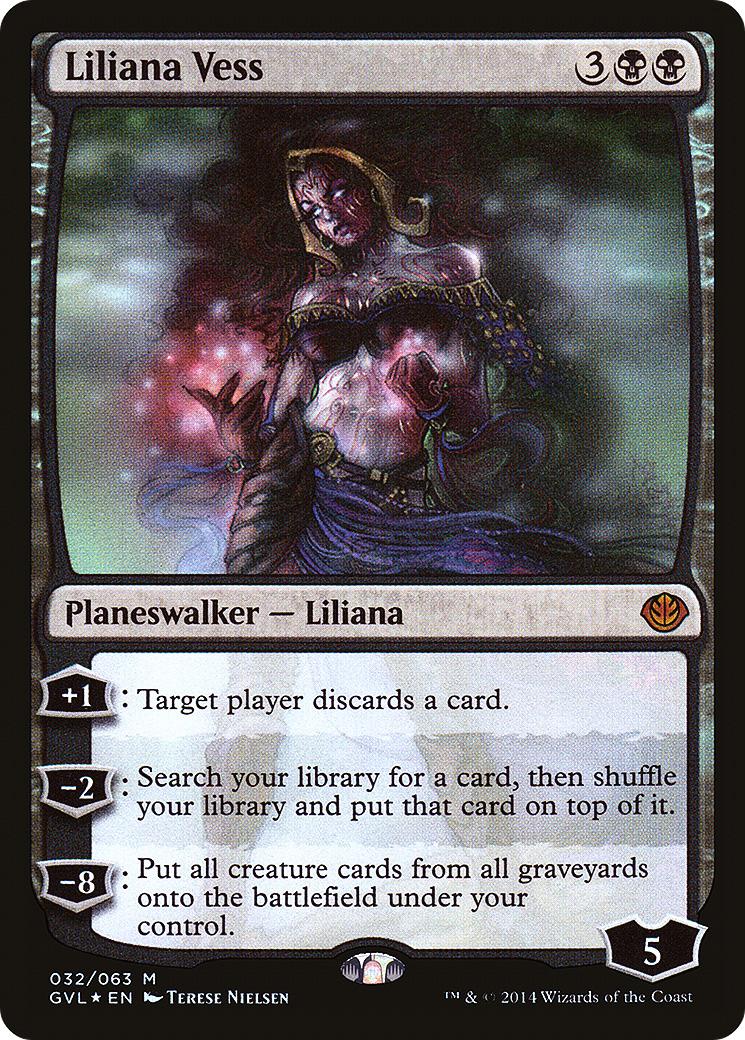 Liliana Vess 3
Planeswalker — Liliana
+1: Target player discards a card.
−2: Search your library for a card, then shuffle
your library and put that card on top of it.
−8: Put all creature cards from all graveyards
onto the battlefield under your
control.
5
032/063 M
GVL★EN Terese Nielsen
™ & © 2014 Wizards of the Coast